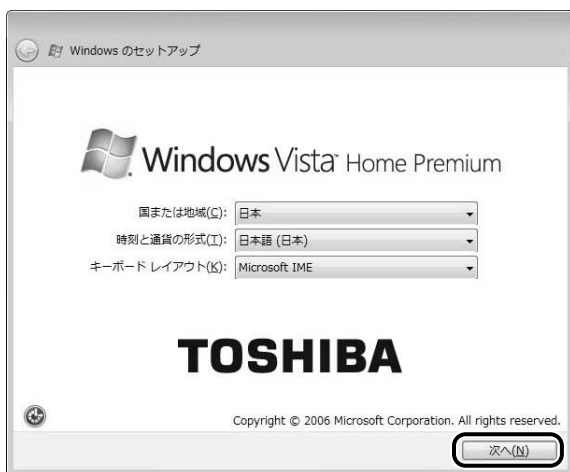 Windows のセットアップ
Windows Vista™ Home Premium
国または地域(C): 日本
時刻と通貨の形式(T): 日本語 (日本)
キーボード レイアウト(K): Microsoft IME
TOSHIBA
Copyright © 2006 Microsoft Corporation. All rights reserved.
次へ(N)